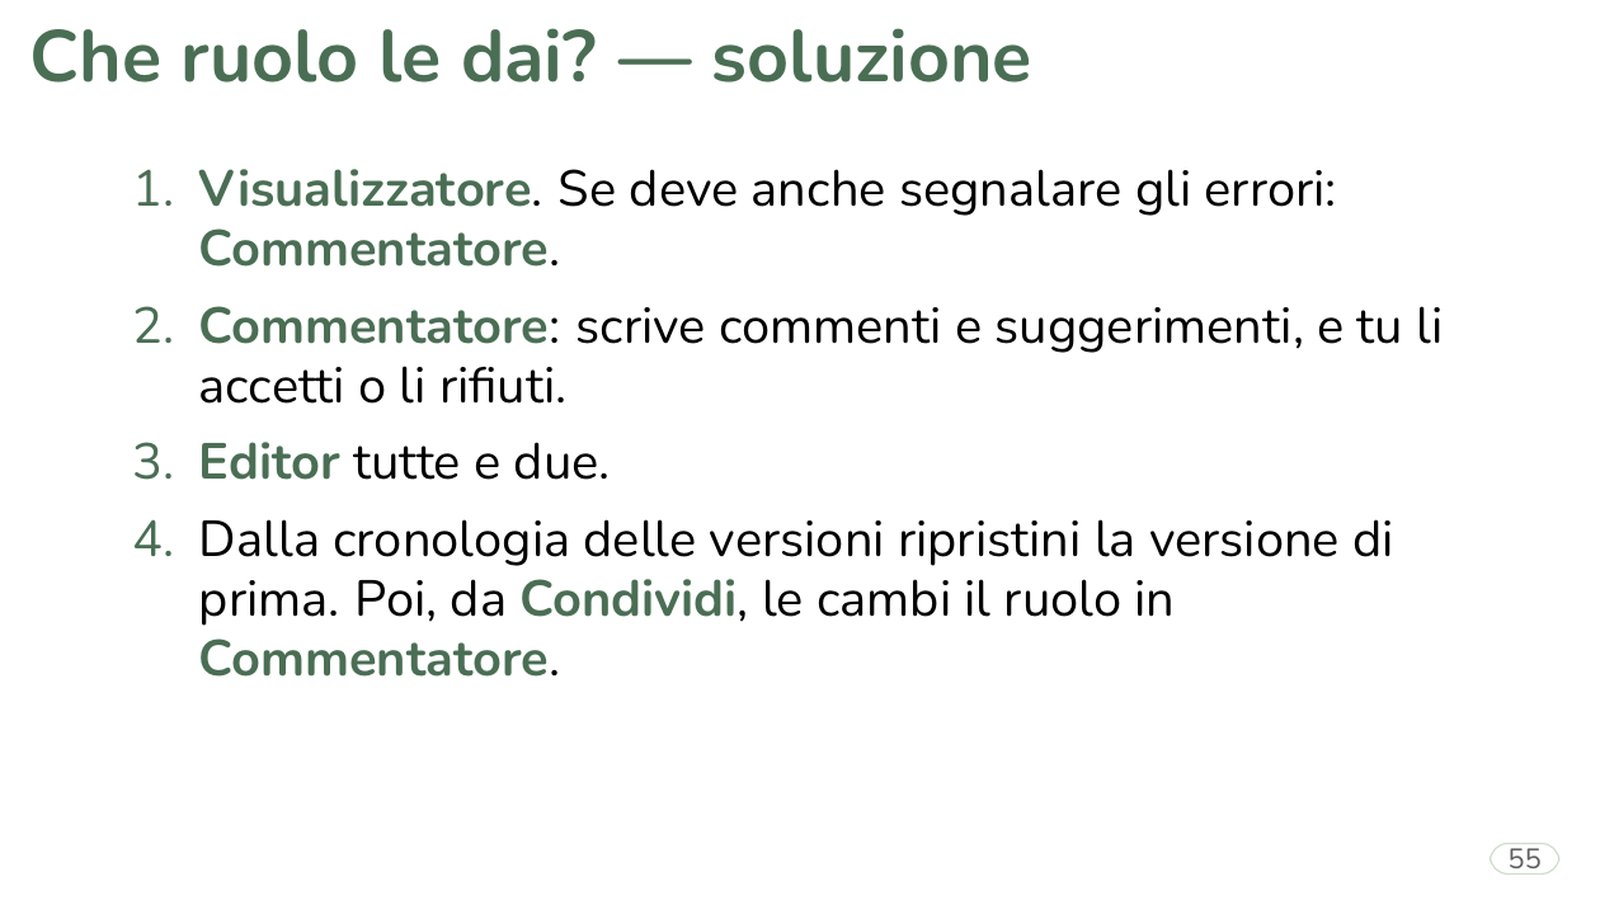 Che ruolo le dai? — soluzione
1. Visualizzatore. Se deve anche segnalare gli errori:
Commentatore.
2. Commentatore: scrive commenti e suggerimenti, e tu li
accetti o li rifiuti.
3. Editor tutte e due.
4. Dalla cronologia delle versioni ripristini la versione di
prima. Poi, da Condividi, le cambi il ruolo in
Commentatore.
55